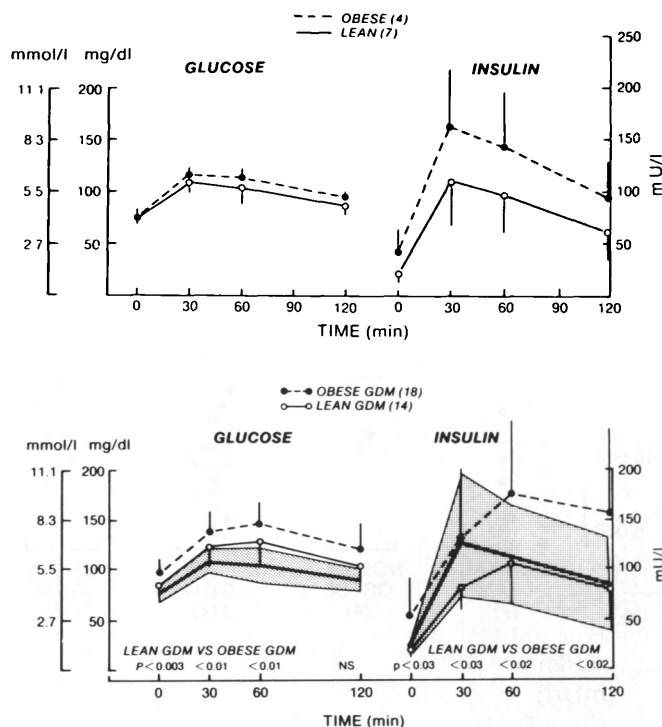 OBESE (4)
LEAN (7)
mmol/l mg/dl GLUCOSE INSULIN
250
11.1 200 200
8.3 150 150
5.5 100 100
2.7 50 50
mU/l
0 30 60 90 120 0 30 60 90 120
TIME (min)
OBESE GDM (18)
LEAN GDM (14)
mmol/l mg/dl GLUCOSE INSULIN
11.1 200 200
8.3 150 150
5.5 100 100
2.7 50 50
mU/l
LEAN GDM VS OBESE GDM LEAN GDM VS OBESE GDM
P<0.003 <0.01 <0.01 NS P<0.03 <0.03 <0.02 <0.02
0 30 60 120 0 30 60 120
TIME (min)